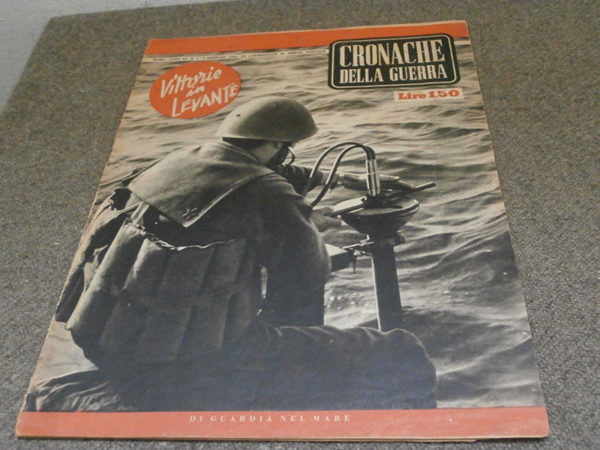 CRONACHE
DELLA GUERRA
Lire 1.50
Vittorie
in
LEVANTE
DI GUARDIA NEL MARE